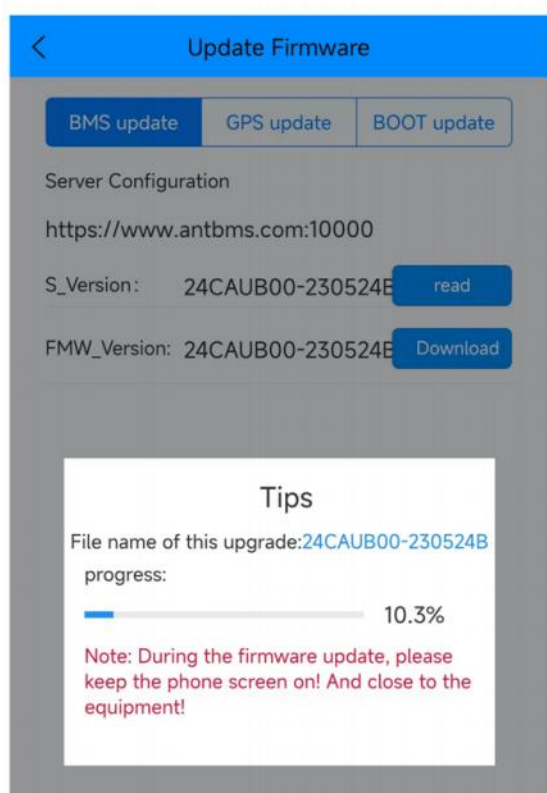 Update Firmware
BMS update GPS update BOOT update
Server Configuration
https://www.antbms.com:10000
S_Version: 24CAUB00-230524B read
FMW_Version: 24CAUB00-230524B Download
Tips
File name of this upgrade:24CAUB00-230524B
progress:
10.3%
Note: During the firmware update, please
keep the phone screen on! And close to the
equipment!